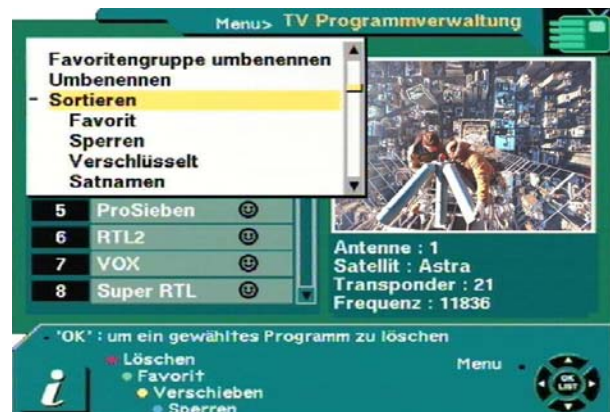 Menu> TV Programmverwaltung
Favoritengruppe umbenennen
Umbenennen
- Sortieren
Favorit
Sperren
Verschlüsselt
Satnamen
5 ProSieben
6 RTL2
7 VOX
8 Super RTL
Antenne : 1
Satellit : Astra
Transponder : 21
Frequenz : 11836
"OK" : um ein gewähltes Programm zu löschen
Löschen
Favorit
Verschieben
Sperren
Menu
OK
LIST
i